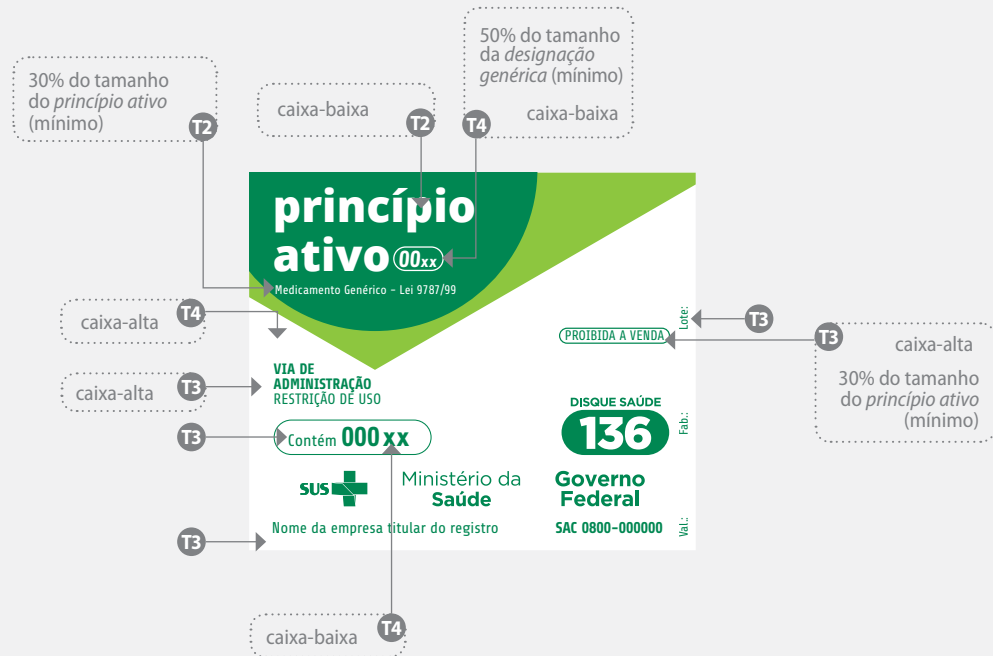 50% do tamanho
da designação
genérica (mínimo)
caixa-baixa
T4
30% do tamanho
do princípio ativo
(mínimo)
T2
caixa-baixa
T2
princípio
ativo 00xx
Medicamento Genérico – Lei 9787/99
caixa-alta
T4
Lote:
T3
PROIBIDA A VENDA
T3
caixa-alta
30% do tamanho
do princípio ativo
(mínimo)
VIA DE
ADMINISTRAÇÃO
RESTRIÇÃO DE USO
caixa-alta
T3
DISQUE SAÚDE
136
Fab.:
T3
Contém 000 xx
SUS
Ministério da
Saúde
Governo
Federal
Nome da empresa titular do registro
SAC 0800-000000
Val.:
T3
caixa-baixa
T4